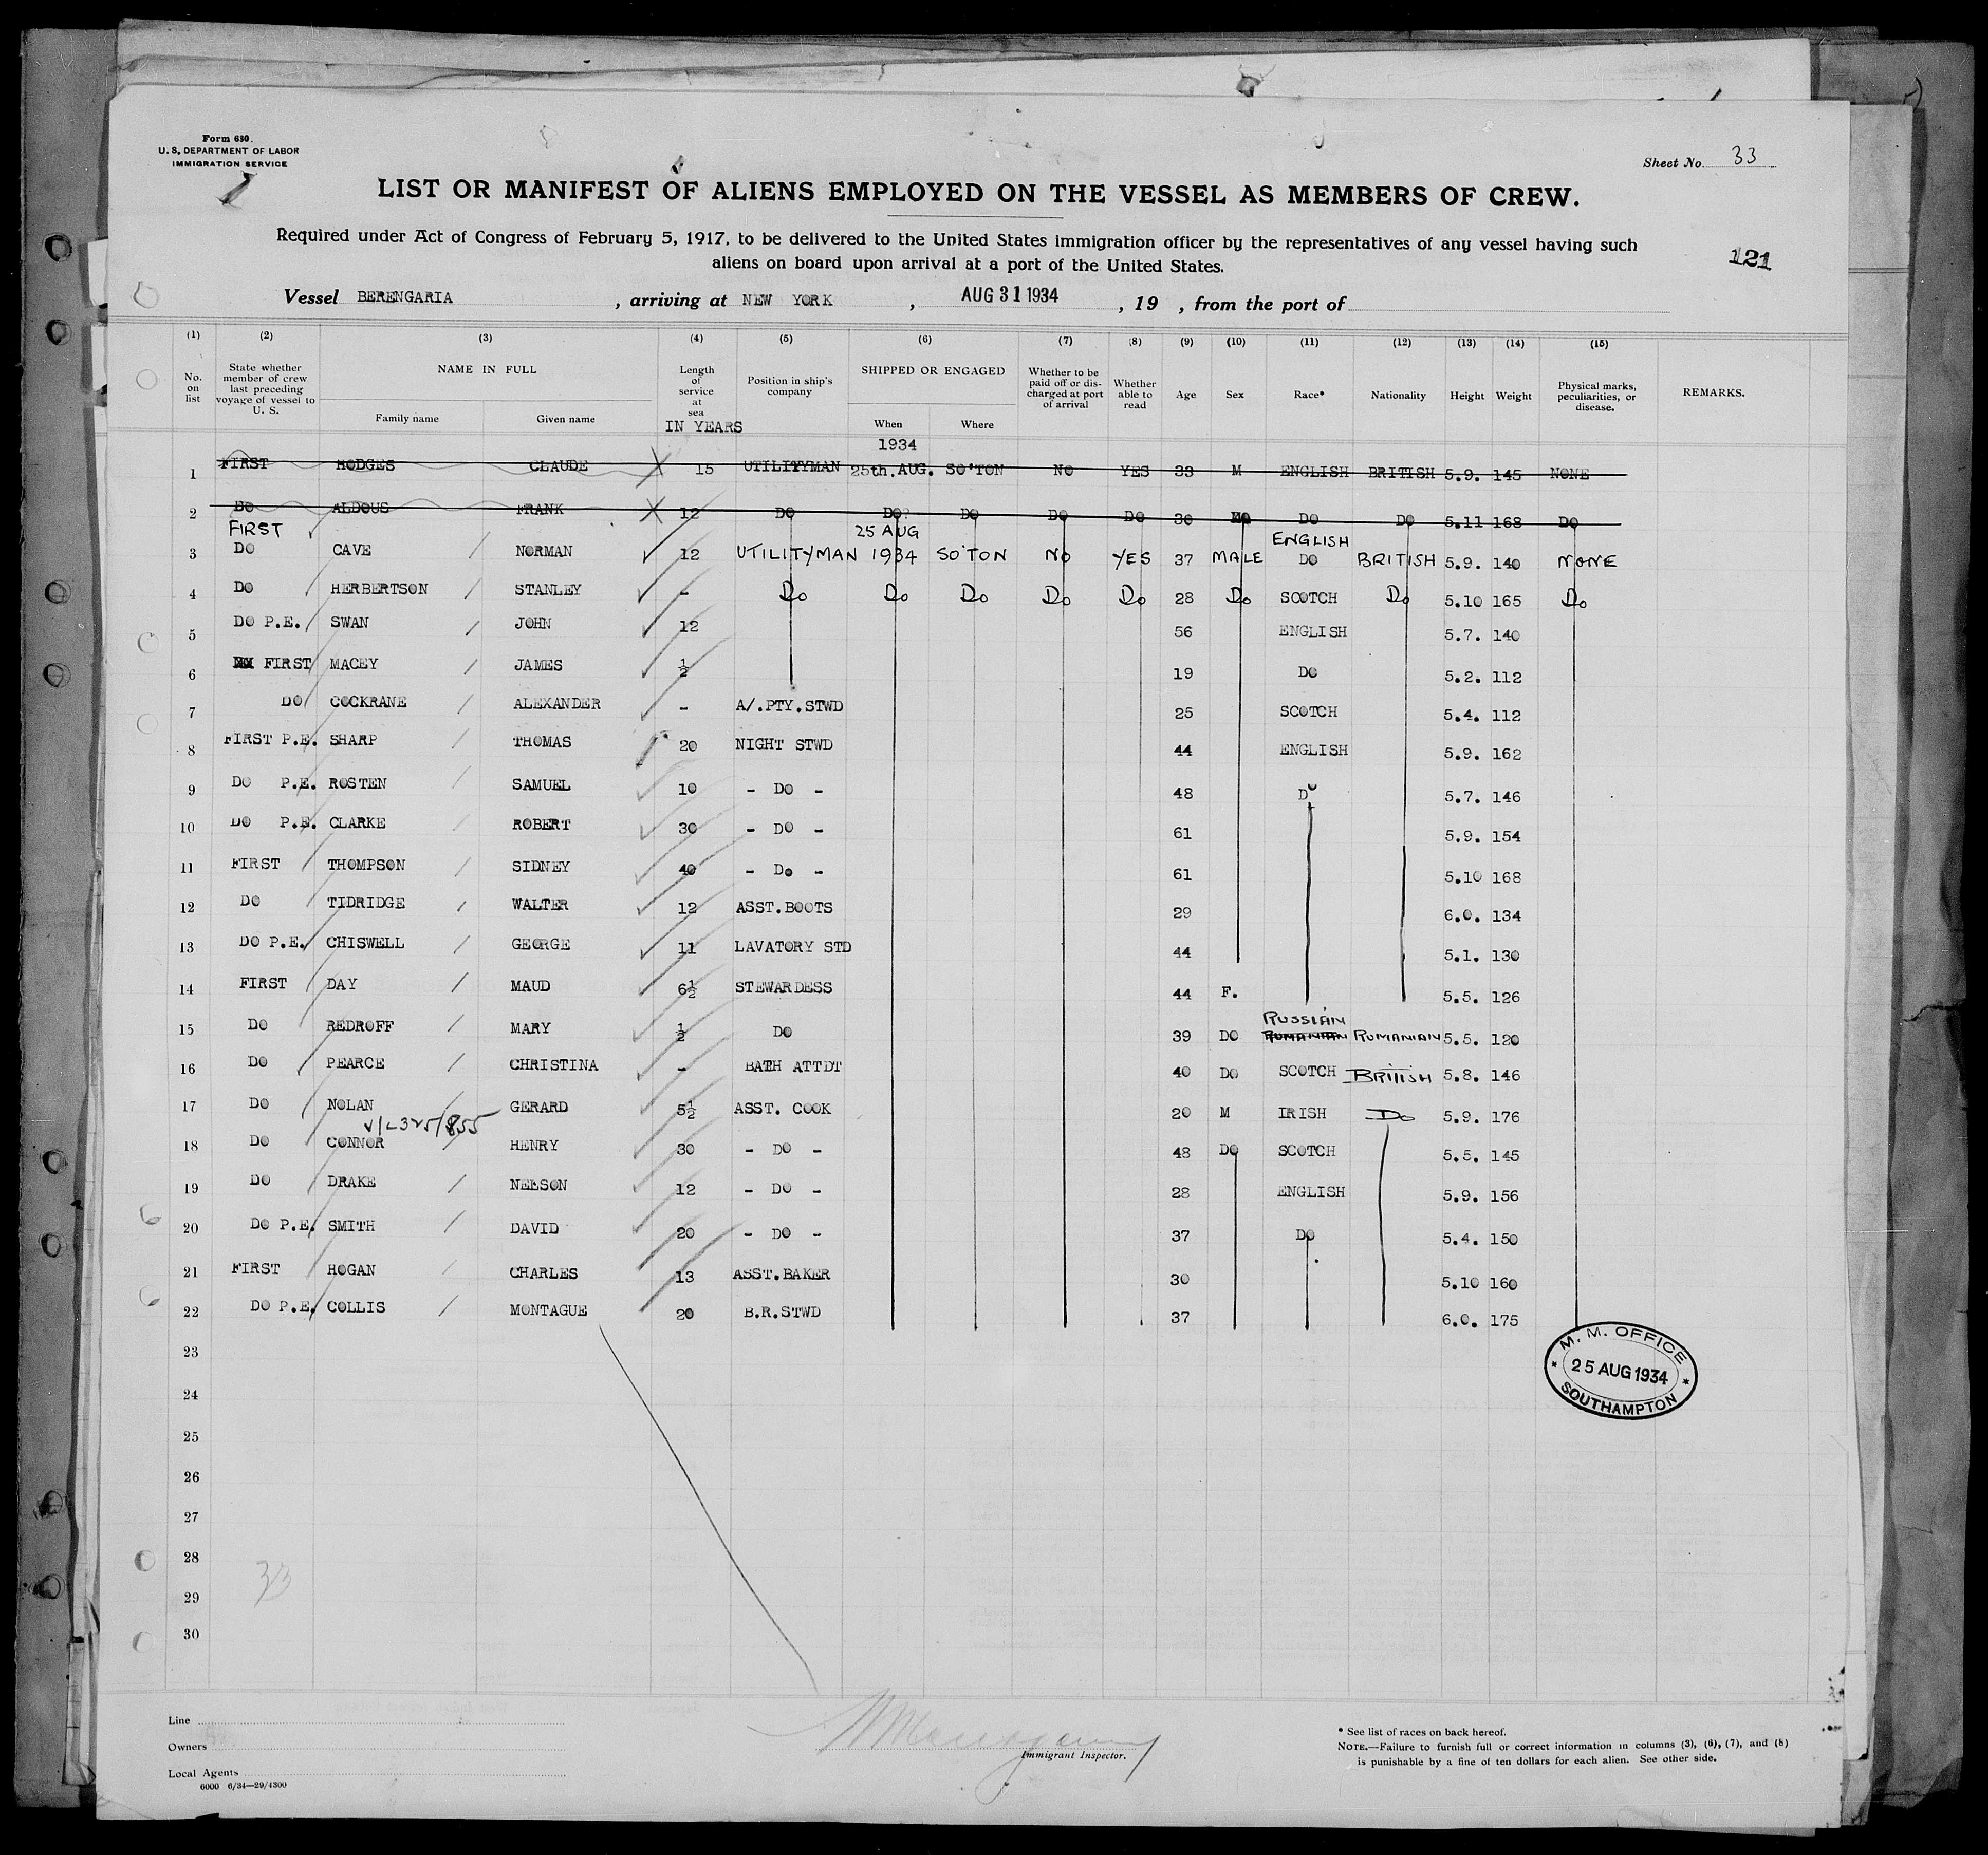 Form 680.
U. S. DEPARTMENT OF LABOR
IMMIGRATION SERVICE
Sheet No. 33
LIST OR MANIFEST OF ALIENS EMPLOYED ON THE VESSEL AS MEMBERS OF CREW.
Required under Act of Congress of February 5, 1917, to be delivered to the United States immigration officer by the representatives of any vessel having such
aliens on board upon arrival at a port of the United States.
121
Vessel BERENGARIA , arriving at NEW YORK , AUG 31 1934 , 19 , from the port of
(1) (2) (3) (4) (5) (6) (7) (8) (9) (10) (11) (12) (13) (14) (15)
No. on list State whether member of crew last preceding voyage of vessel to U. S. NAME IN FULL Family name Given name Length of service at sea IN YEARS Position in ship's company SHIPPED OR ENGAGED When Where Whether to be paid off or discharged at port of arrival Whether able to read Age Sex Race* Nationality Height Weight Physical marks, peculiarities, or disease. REMARKS.
1934
1 FIRST HODGES CLAUDE X 15 UTILITYMAN 25th.AUG. SO'TON NO YES 33 M ENGLISH BRITISH 5.9. 145 NONE
2 DO ALDOUS FRANK X 12 DO DO DO DO DO 30 DO DO 5.11 168 DO
FIRST 25 AUG ENGLISH
3 DO CAVE NORMAN 12 UTILITYMAN 1934 SO'TON NO YES 37 MALE DO BRITISH 5.9. 140 NONE
4 DO HERBERTSON STANLEY - Do Do Do Do Do 28 Do SCOTCH Do 5.10 165 Do
5 DO P.E. SWAN JOHN 12 56 ENGLISH 5.7. 140
6 FIRST MACEY JAMES ½ 19 DO 5.2. 112
7 DO COCKRANE ALEXANDER - A/.PTY.STWD 25 SCOTCH 5.4. 112
8 FIRST P.E. SHARP THOMAS 20 NIGHT STWD 44 ENGLISH 5.9. 162
9 DO P.E. ROSTEN SAMUEL 10 - DO - 48 DO 5.7. 146
10 DO P.E. CLARKE ROBERT 30 - DO - 61 5.9. 154
11 FIRST THOMPSON SIDNEY 40 - Do - 61 5.10 168
12 DO TIDRIDGE WALTER 12 ASST.BOOTS 29 6.0. 134
13 DO P.E. CHISWELL GEORGE 11 LAVATORY STD 44 5.1. 130
14 FIRST DAY MAUD 6½ STEWARDESS 44 F. 5.5. 126
RUSSIAN
15 DO REDROFF MARY ½ DO 39 DO RUMANIAN RUMANIAN 5.5. 120
16 DO PEARCE CHRISTINA - BATH ATTDT 40 DO SCOTCH BRITISH 5.8. 146
17 DO NOLAN GERARD 5½ ASST. COOK 20 M IRISH Do 5.9. 176
V/L325/855
18 DO CONNOR HENRY 30 - DO - 48 DO SCOTCH 5.5. 145
19 DO DRAKE NELSON 12 - DO - 28 ENGLISH 5.9. 156
20 DO P.E. SMITH DAVID 20 - DO - 37 DO 5.4. 150
21 FIRST HOGAN CHARLES 13 ASST.BAKER 30 5.10 160
22 DO P.E. COLLIS MONTAGUE 20 B.R.STWD 37 6.0. 175
M. M. OFFICE
25 AUG 1934
SOUTHAMPTON
23
24
25
26
27
28
33
29
30
Line
Owners
Local Agents
6000 6/34—29/4300
Immigrant Inspector.
* See list of races on back hereof.
NOTE.—Failure to furnish full or correct information in columns (3), (6), (7), and (8)
is punishable by a fine of ten dollars for each alien. See other side.